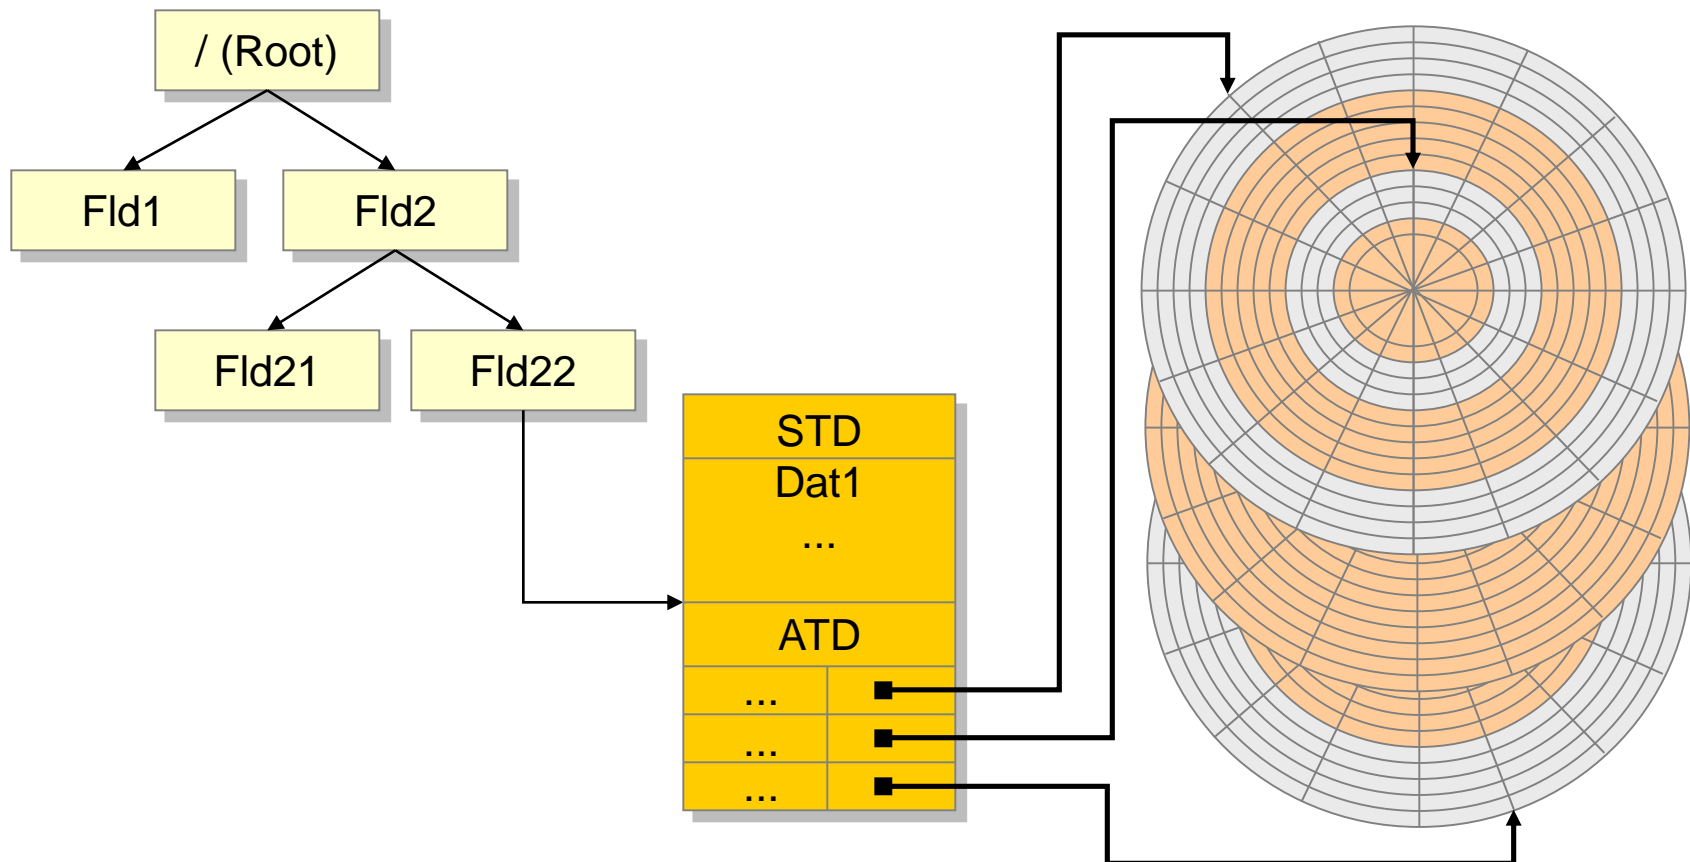 / (Root)
Fld1
Fld2
Fld21
Fld22
STD
Dat1
...
ATD
...
...
...